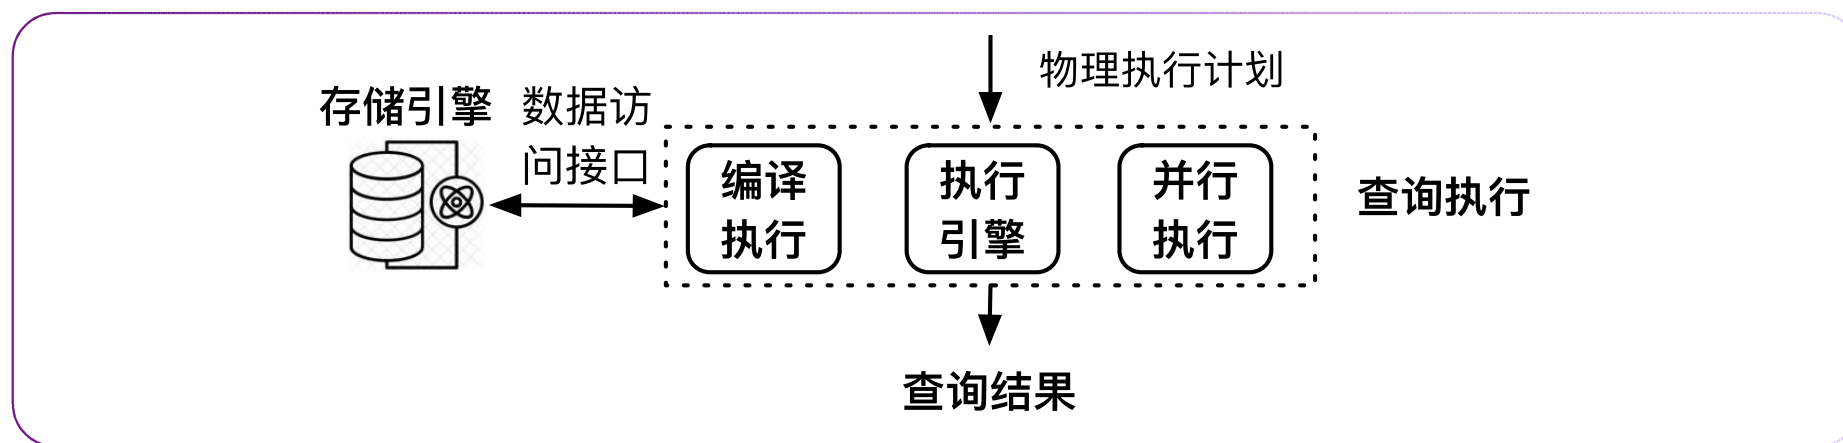 物理执行计划
存储引擎
数据访
问接口
编译
执行
执行
引擎
并行
执行
查询执行
查询结果